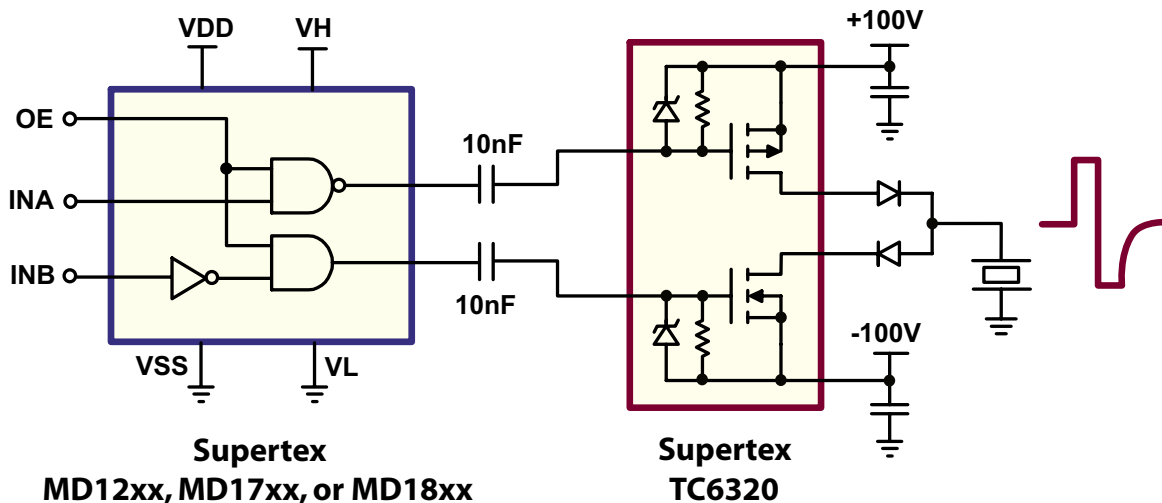 VDD
VH
+100V
OE
10nF
INA
INB
10nF
-100V
VSS
VL
Supertex
MD12xx, MD17xx, or MD18xx
Supertex
TC6320